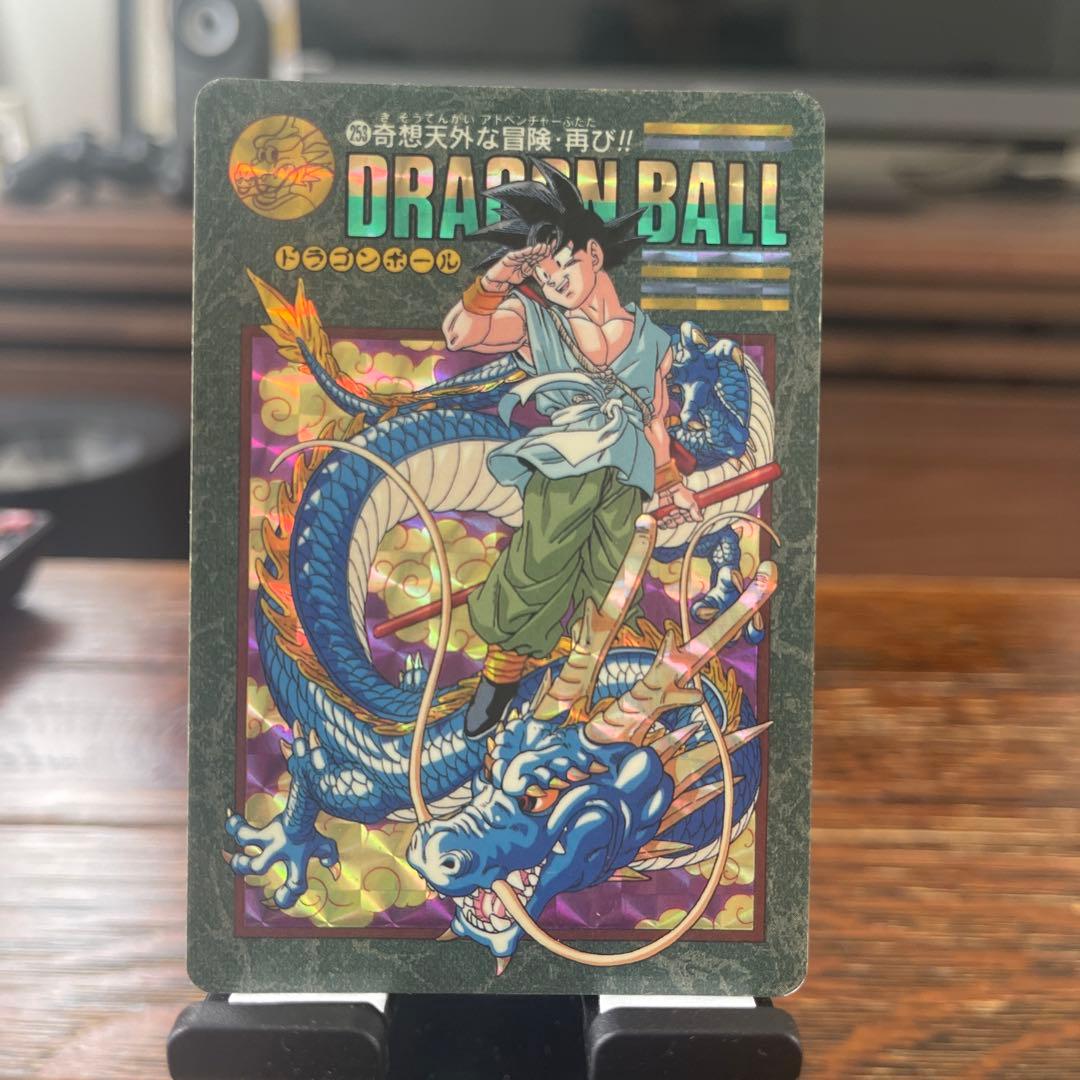 きそうてんがい アドベンチャー ふたた
258 奇想天外な冒険・再び!!
DRAGON BALL
ドラゴンボール